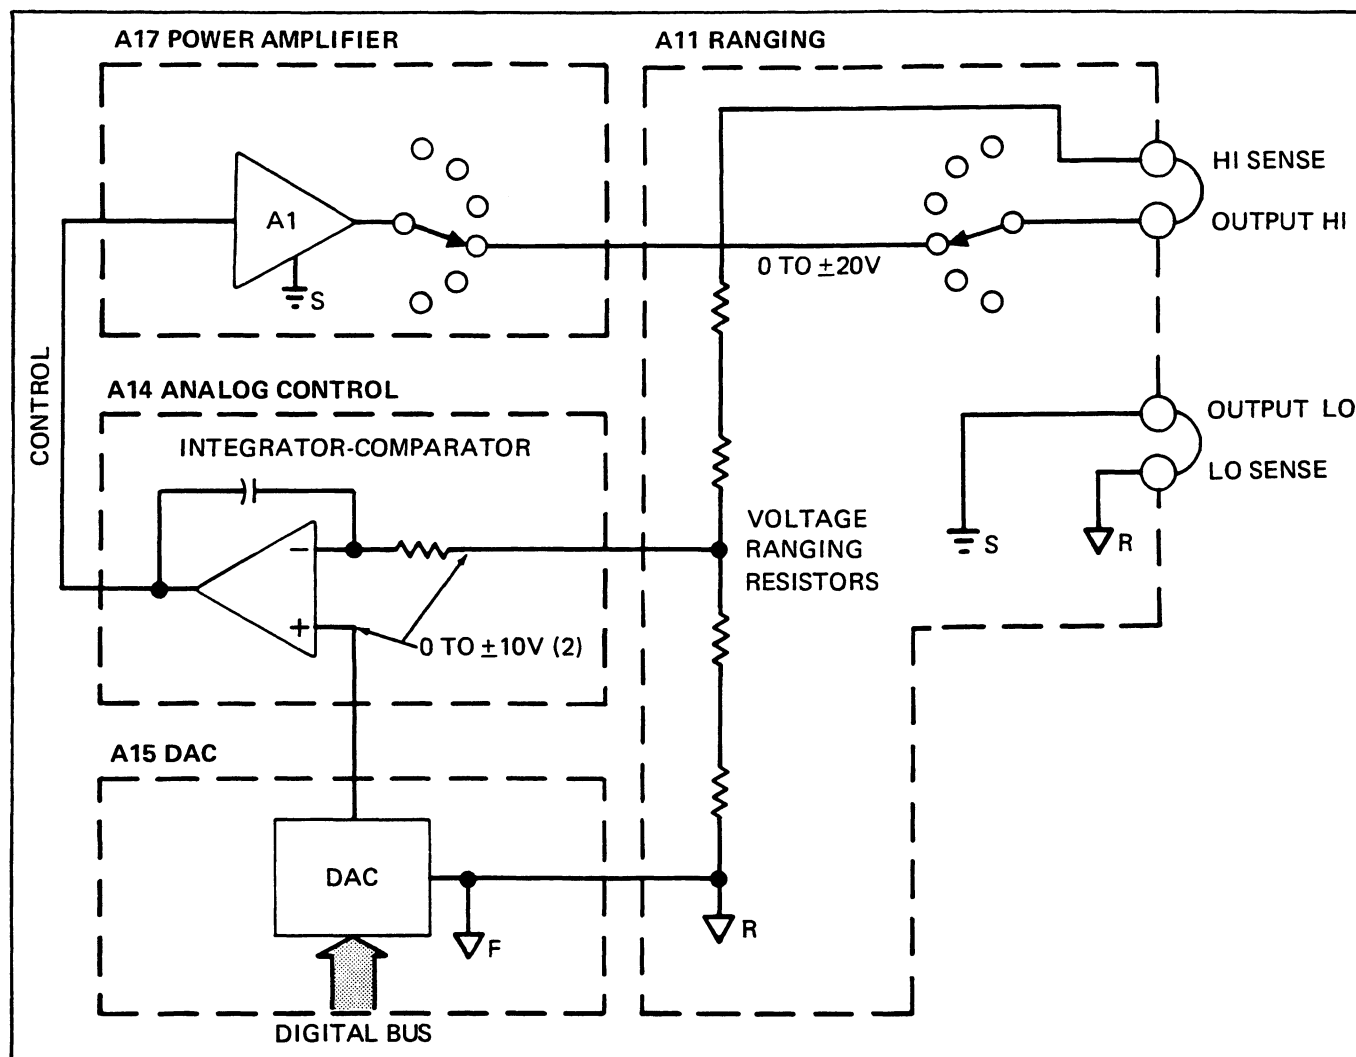 A17 POWER AMPLIFIER
A11 RANGING
HI SENSE
A1
OUTPUT HI
0 TO ±20V
S
CONTROL
A14 ANALOG CONTROL
OUTPUT LO
INTEGRATOR-COMPARATOR
LO SENSE
VOLTAGE
RANGING
RESISTORS
S
R
−
+
0 TO ±10V (2)
A15 DAC
DAC
R
F
DIGITAL BUS